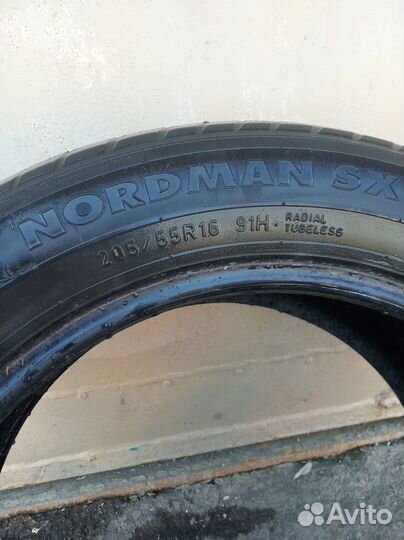 NORDMAN SX
205/55R16 91H · RADIAL
TUBELESS
Avito